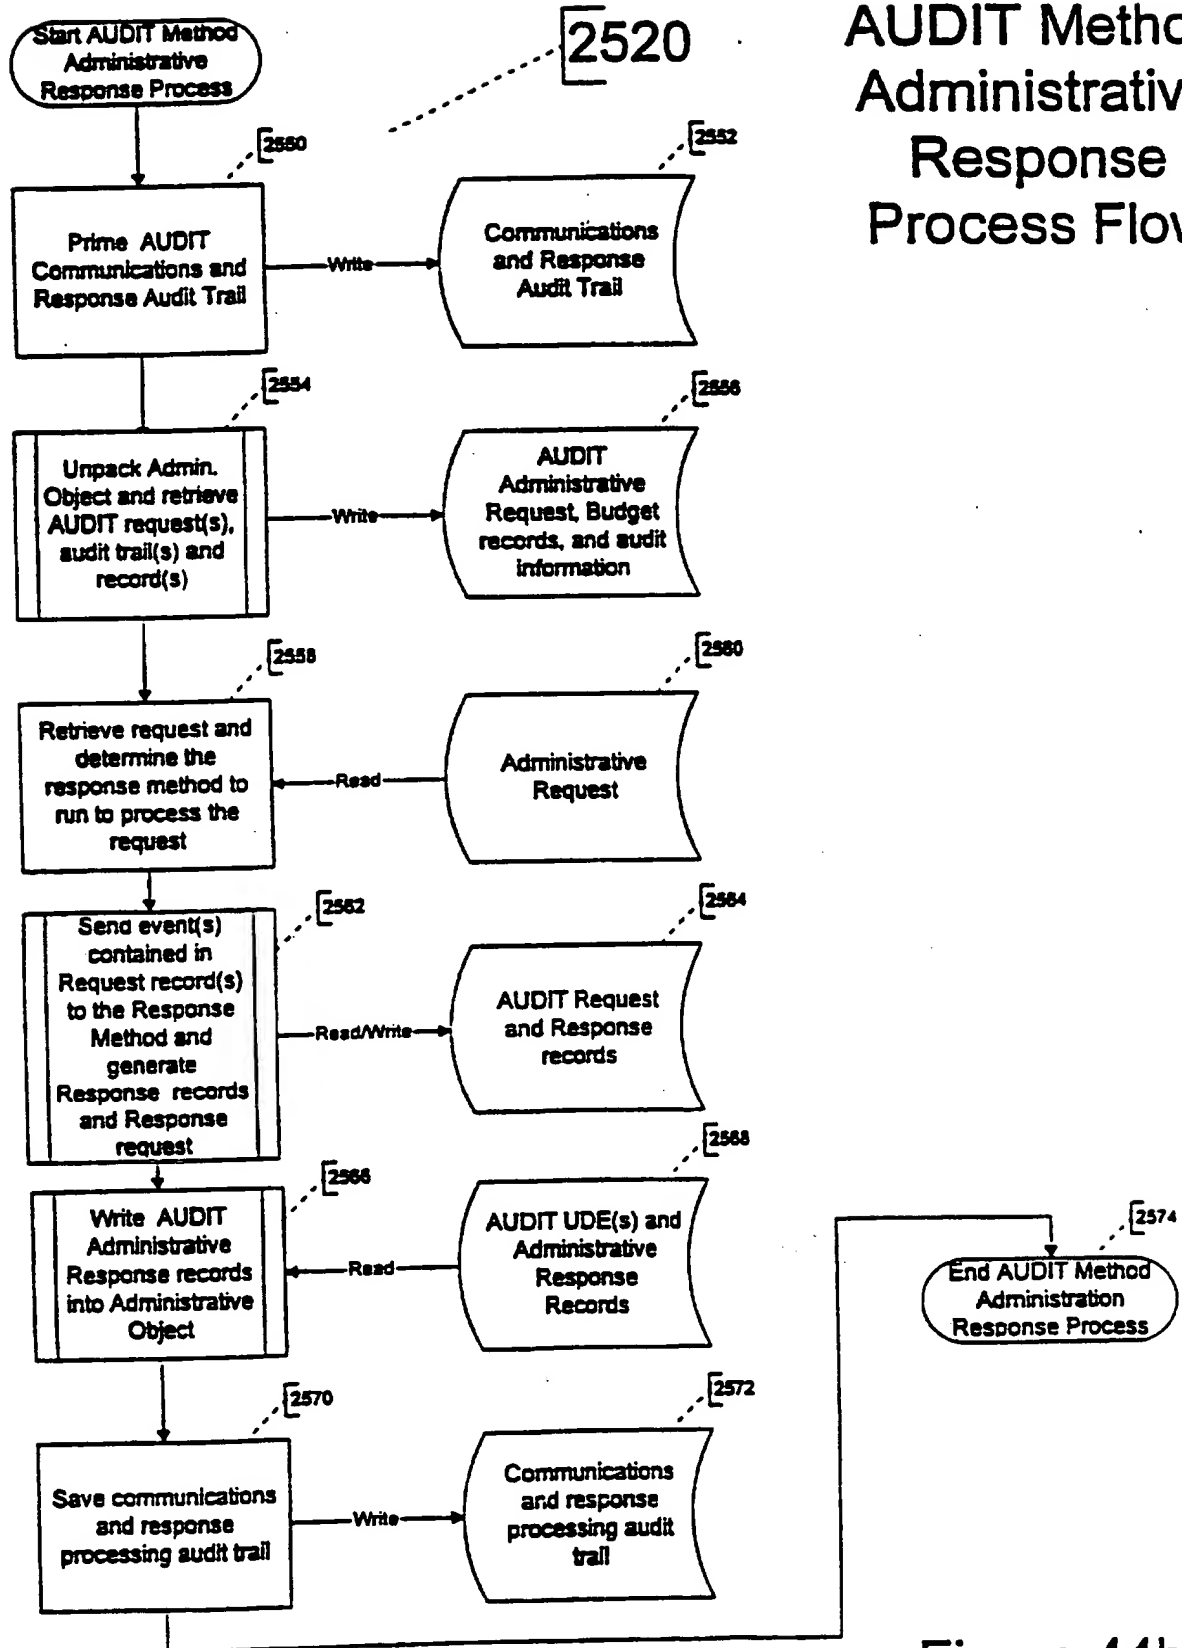 Start AUDIT Method
Administrative
Response Process
2520
AUDIT Metho
Administrativ
Response
Process Flow
2550
Prime AUDIT
Communications and
Response Audit Trail
Write
2552
Communications
and Response
Audit Trail
2554
Unpack Admin.
Object and retrieve
AUDIT request(s),
audit trail(s) and
record(s)
Write
2556
AUDIT
Administrative
Request, Budget
records, and audit
information
2558
Retrieve request and
determine the
response method to
run to process the
request
Read
2560
Administrative
Request
2562
Send event(s)
contained in
Request record(s)
to the Response
Method and
generate
Response records
and Response
request
Read/Write
2564
AUDIT Request
and Response
records
2566
Write AUDIT
Administrative
Response records
into Administrative
Object
Read
2568
AUDIT UDE(s) and
Administrative
Response
Records
2570
Save communications
and response
processing audit trail
Write
2572
Communications
and response
processing audit
trail
2574
End AUDIT Method
Administration
Response Process
Figure 44b